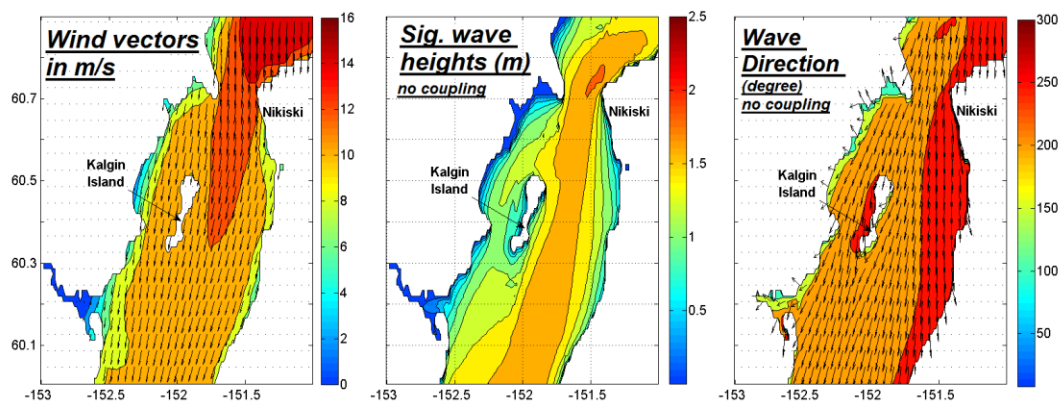 Wind vectors
in m/s
Kalgin
Island
Nikiski
60.7
60.5
60.3
60.1
-153
-152.5
-152
-151.5
16
14
12
10
8
6
4
2
0
Sig. wave
heights (m)
no coupling
Kalgin
Island
Nikiski
-153
-152.5
-152
-151.5
2.5
2
1.5
1
0.5
Wave
Direction
(degree)
no coupling
Kalgin
Island
Nikiski
-153
-152.5
-152
-151.5
300
250
200
150
100
50